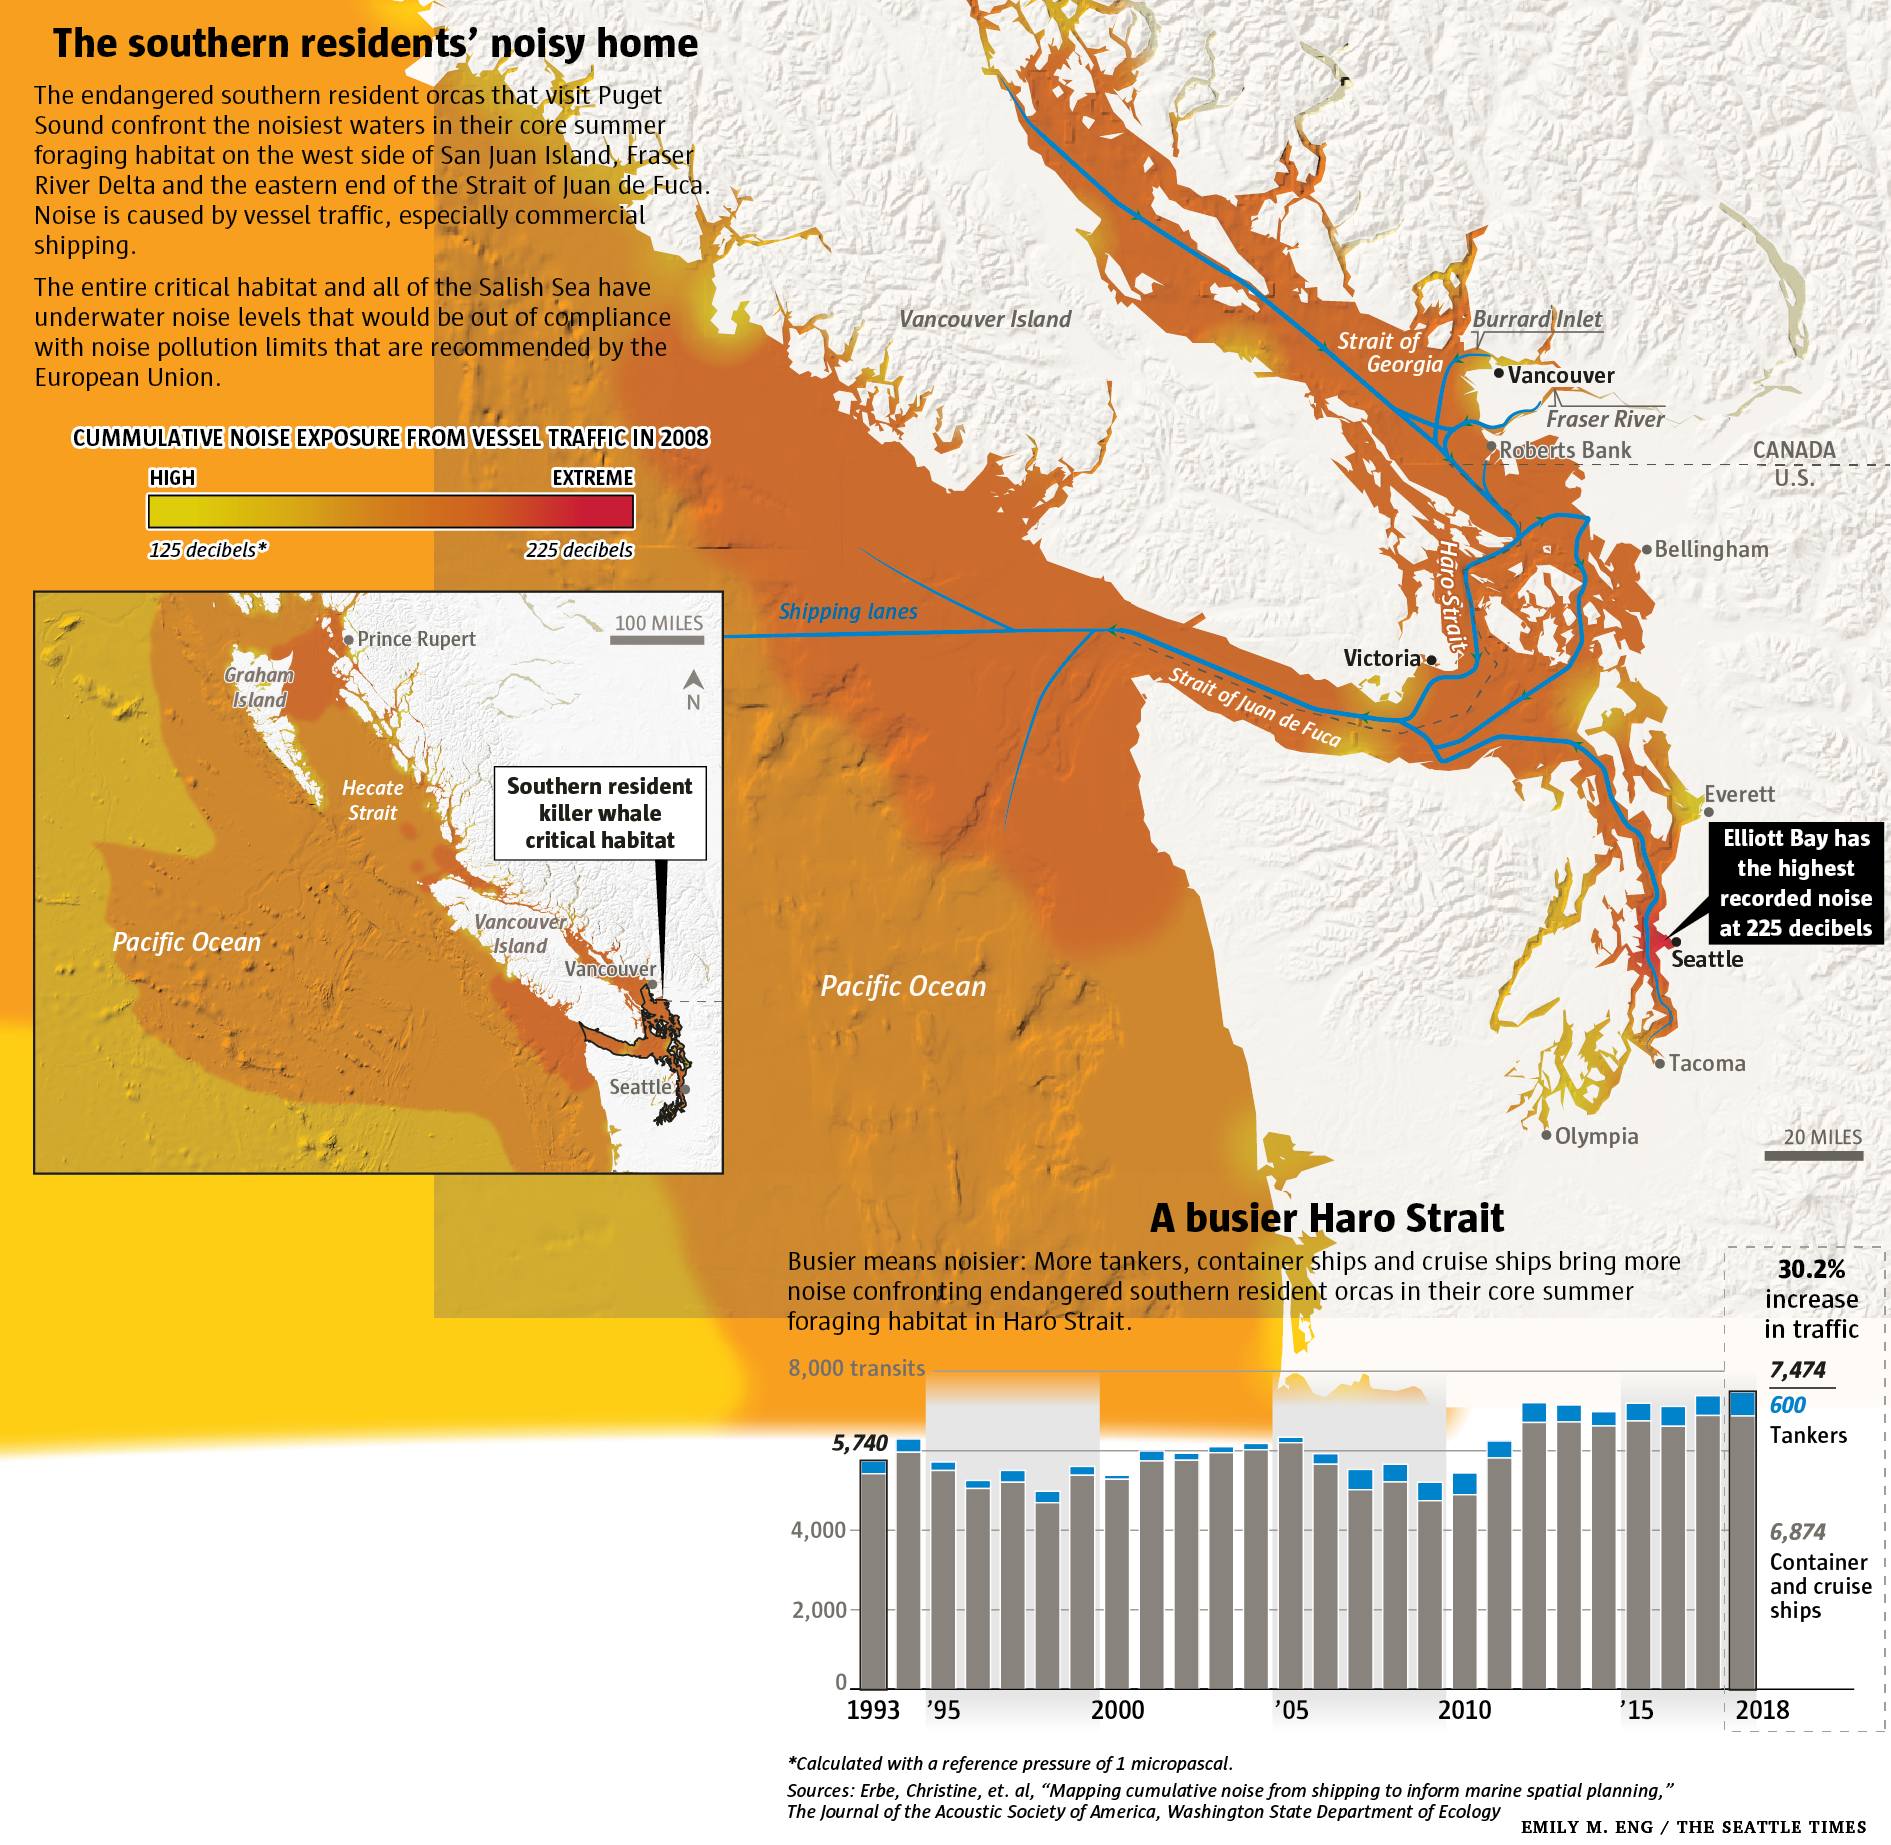 The southern residents’ noisy home
The endangered southern resident orcas that visit Puget
Sound confront the noisiest waters in their core summer
foraging habitat on the west side of San Juan Island, Fraser
River Delta and the eastern end of the Strait of Juan de Fuca.
Noise is caused by vessel traffic, especially commercial
shipping.
The entire critical habitat and all of the Salish Sea have
underwater noise levels that would be out of compliance
with noise pollution limits that are recommended by the
European Union.
CUMMULATIVE NOISE EXPOSURE FROM VESSEL TRAFFIC IN 2008
HIGH
EXTREME
125 decibels*
225 decibels
100 MILES
N
Prince Rupert
Graham
Island
Hecate
Strait
Southern resident
killer whale
critical habitat
Pacific Ocean
Vancouver
Island
Vancouver
Seattle
Vancouver Island
Strait of
Georgia
Burrard Inlet
Vancouver
Fraser River
Roberts Bank
CANADA
U.S.
Bellingham
Haro Strait
Shipping lanes
Victoria
Strait of Juan de Fuca
Everett
Elliott Bay has
the highest
recorded noise
at 225 decibels
Seattle
Pacific Ocean
Tacoma
Olympia
20 MILES
A busier Haro Strait
Busier means noisier: More tankers, container ships and cruise ships bring more
noise confronting endangered southern resident orcas in their core summer
foraging habitat in Haro Strait.
30.2%
increase
in traffic
8,000 transits
7,474
600
Tankers
5,740
4,000
6,874
Container
and cruise
ships
2,000
0
1993
’95
2000
’05
2010
’15
2018
*Calculated with a reference pressure of 1 micropascal.
Sources: Erbe, Christine, et. al, “Mapping cumulative noise from shipping to inform marine spatial planning,”
The Journal of the Acoustic Society of America, Washington State Department of Ecology
EMILY M. ENG / THE SEATTLE TIMES